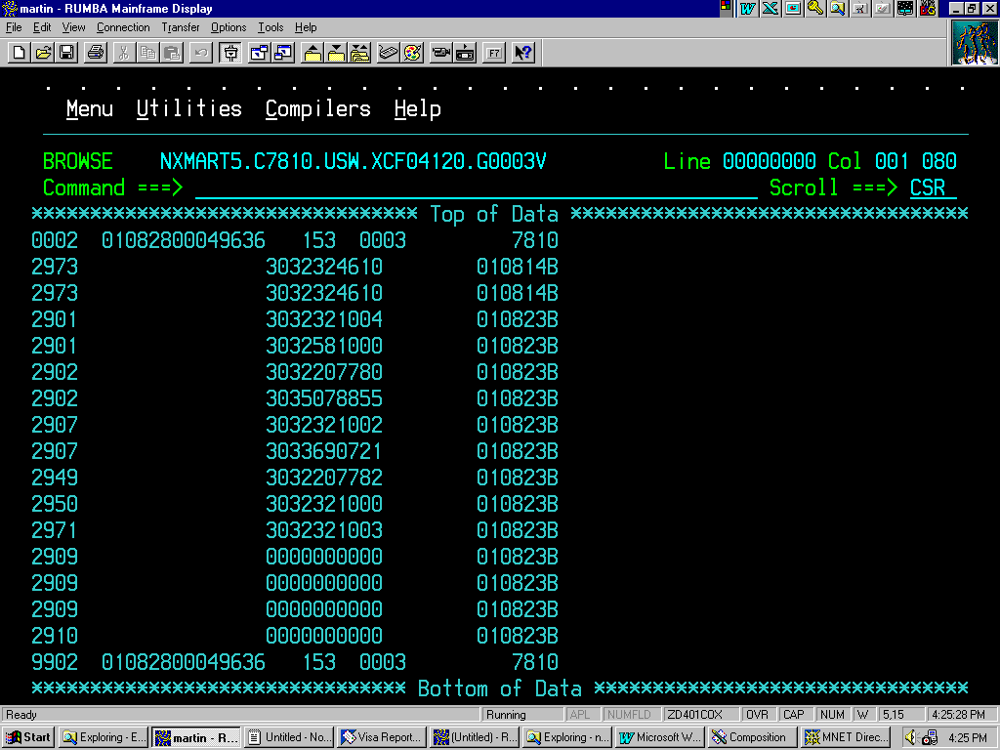 martin - RUMBA Mainframe Display
File Edit View Connection Transfer Options Tools Help
F7
Menu Utilities Compilers Help
BROWSE NXMART5.C7810.USW.XCF04120.G0003V Line 00000000 Col 001 080
Command ===> Scroll ===> CSR
********************************* Top of Data **********************************
0002 01082800049636 153 0003 7810
2973 3032324610 010814B
2973 3032324610 010814B
2901 3032321004 010823B
2901 3032581000 010823B
2902 3032207780 010823B
2902 3035078855 010823B
2907 3032321002 010823B
2907 3033690721 010823B
2949 3032207782 010823B
2950 3032321000 010823B
2971 3032321003 010823B
2909 0000000000 010823B
2909 0000000000 010823B
2909 0000000000 010823B
2910 0000000000 010823B
9902 01082800049636 153 0003 7810
******************************** Bottom of Data ********************************
Ready Running APL NUMFLD ZD401COX OVR CAP NUM W 5,15 4:25:28 PM
Start Exploring - E... martin - R... Untitled - No... Visa Report... (Untitled) - R... Exploring - n... Microsoft W... Composition MNET Direc... 4:25 PM